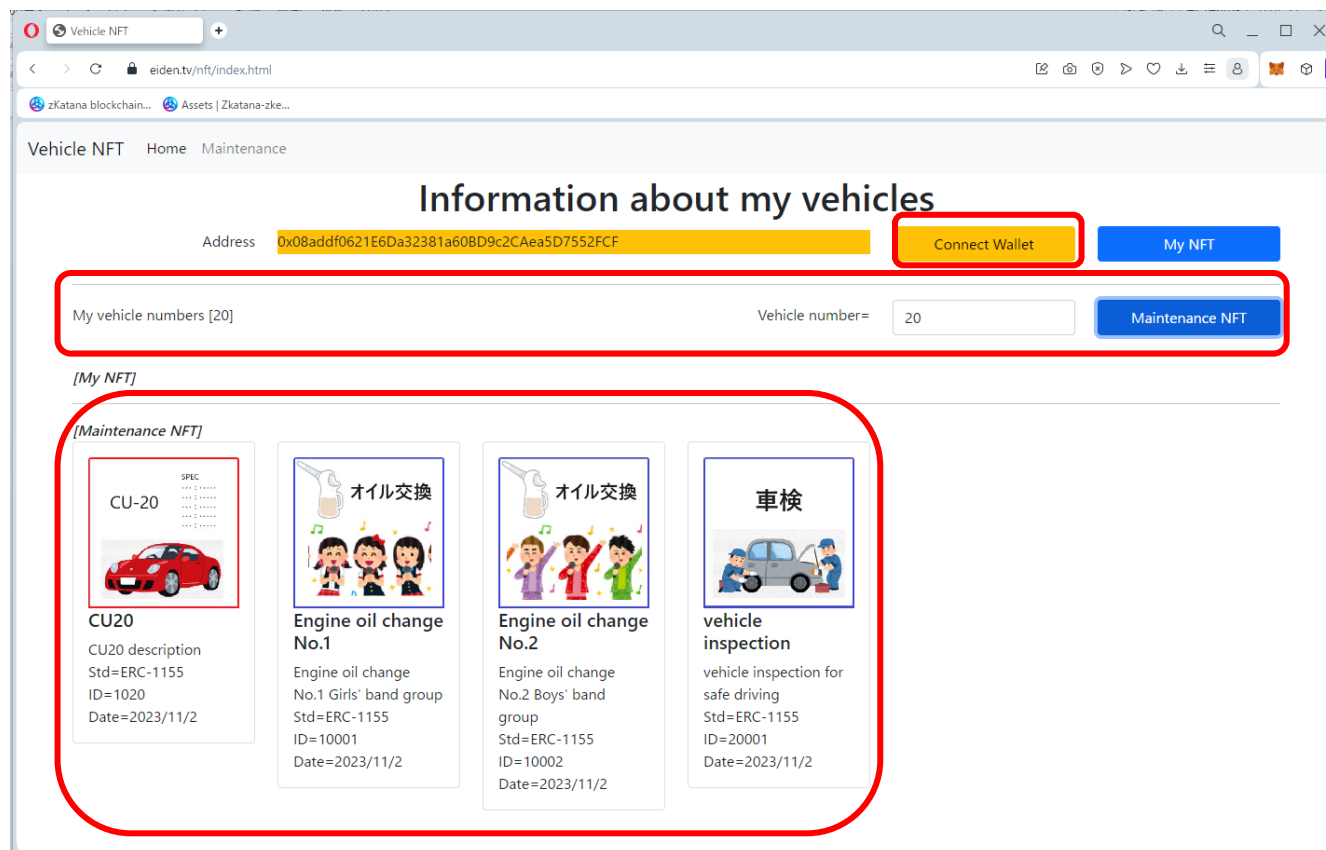 Vehicle NFT
eiden.tv/nft/index.html
zKatana blockchain... Assets | Zkatana-zke...
Vehicle NFT Home Maintenance
Information about my vehicles
Address 0x08addf0621E6Da32381a60BD9c2CAea5D7552FCF Connect Wallet My NFT
My vehicle numbers [20] Vehicle number= 20 Maintenance NFT
[My NFT]
[Maintenance NFT]
SPEC
CU-20
CU20
CU20 description
Std=ERC-1155
ID=1020
Date=2023/11/2
オイル交換
Engine oil change
No.1
Engine oil change
No.1 Girls' band group
Std=ERC-1155
ID=10001
Date=2023/11/2
オイル交換
Engine oil change
No.2
Engine oil change
No.2 Boys' band
group
Std=ERC-1155
ID=10002
Date=2023/11/2
車検
vehicle
inspection
vehicle inspection for
safe driving
Std=ERC-1155
ID=20001
Date=2023/11/2